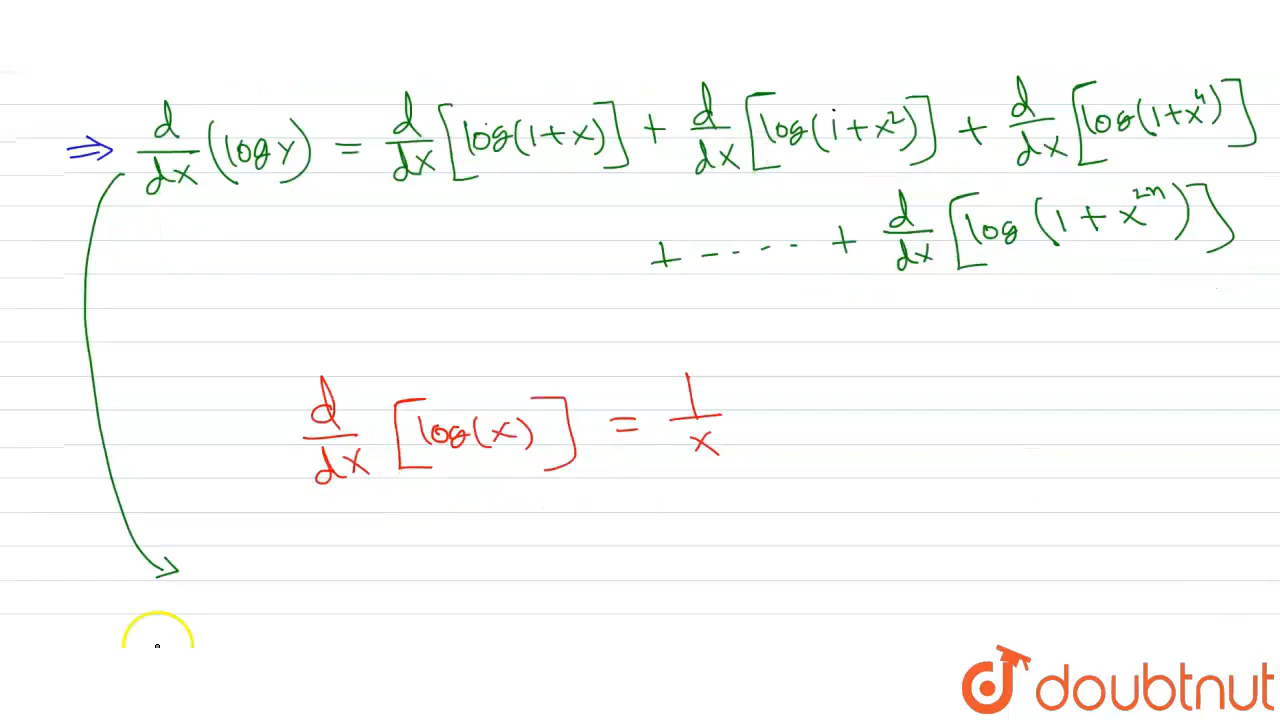 ⇒ d/dx (log y) = d/dx [log(1+x)] + d/dx [log(1+x²)] + d/dx [log(1+x⁴)]
+ ----- + d/dx [log(1+x²ⁿ)]
d/dx [log(x)] = 1/x
doubtnut